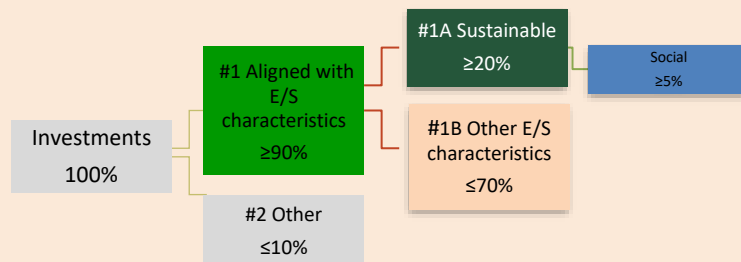 #1A Sustainable
≥20%
Social
≥5%
#1 Aligned with
E/S
characteristics
≥90%
#1B Other E/S
characteristics
≤70%
Investments
100%
#2 Other
≤10%